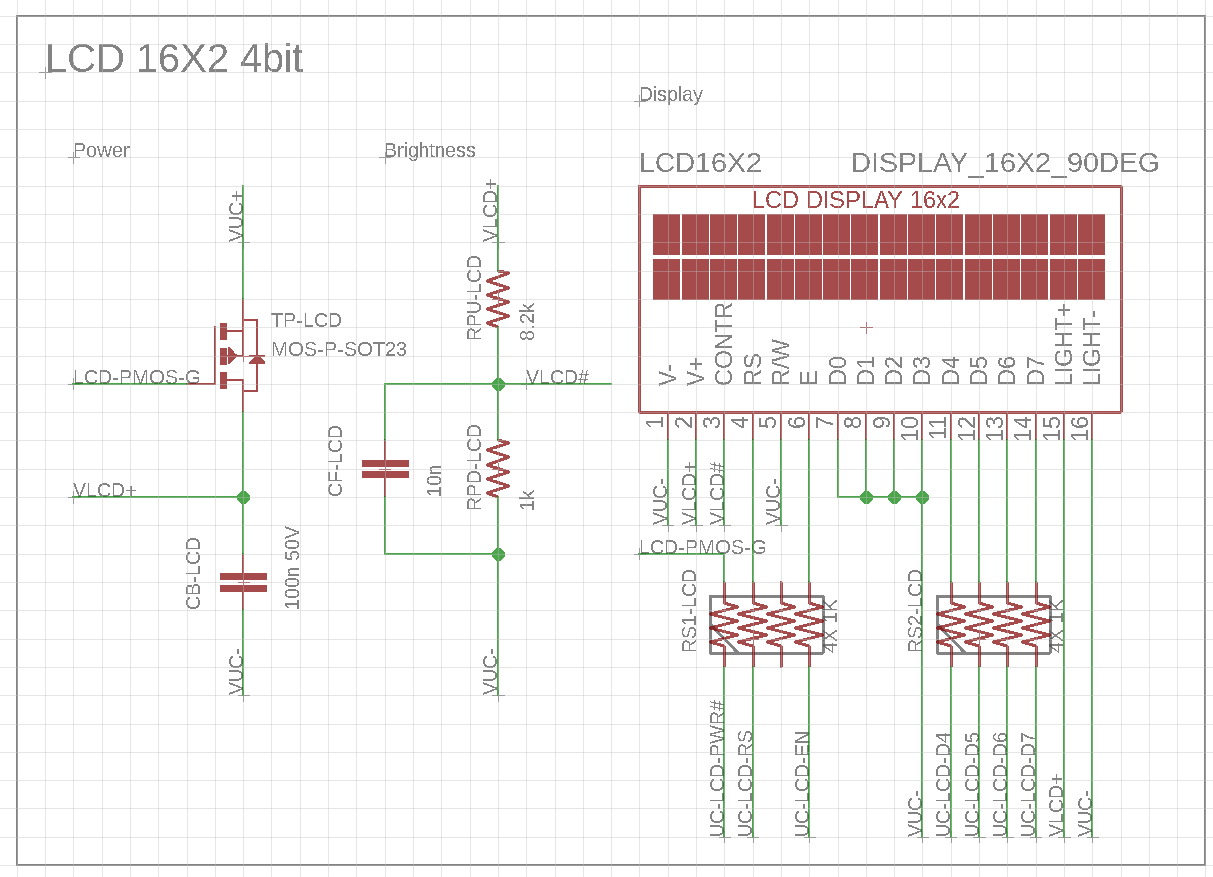 LCD 16X2 4bit
Display
Power
Brightness
LCD16X2
DISPLAY_16X2_90DEG
LCD DISPLAY 16x2
VUC+
VLCD+
TP-LCD
MOS-P-SOT23
LCD-PMOS-G
VLCD+
CB-LCD
100n 50V
VUC-
RPU-LCD
8.2k
VLCD#
CF-LCD
10n
RPD-LCD
1k
VUC-
V-
V+
CONTR
RS
R/W
E
D0
D1
D2
D3
D4
D5
D6
D7
LIGHT+
LIGHT-
1
2
3
4
5
6
7
8
9
10
11
12
13
14
15
16
VUC-
VLCD+
VLCD#
VUC-
LCD-PMOS-G
RS1-LCD
4X 1K
RS2-LCD
4X 1K
UC-LCD-PWR#
UC-LCD-RS
UC-LCD-EN
VUC-
UC-LCD-D4
UC-LCD-D5
UC-LCD-D6
UC-LCD-D7
VLCD+
VUC-